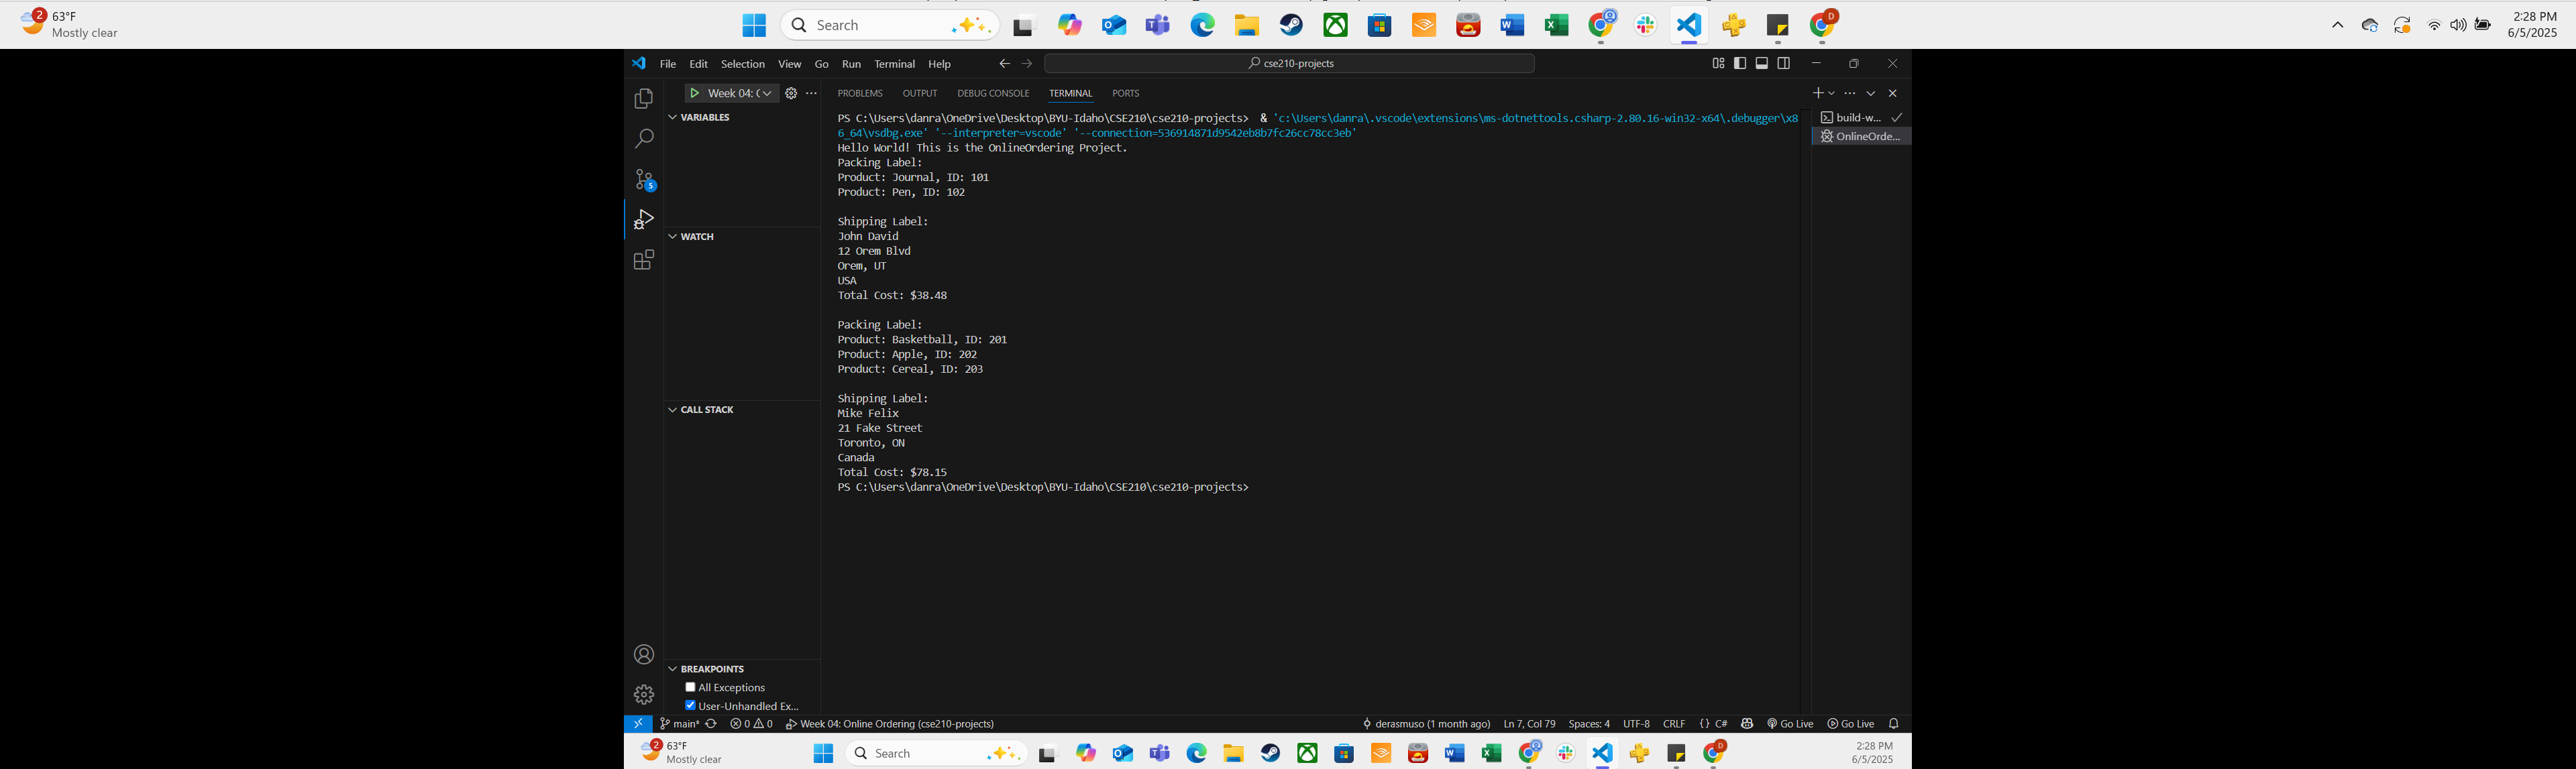 2
63°F
Mostly clear
Search
D
2:28 PM
6/5/2025
File Edit Selection View Go Run Terminal Help
cse210-projects
Week 04: C
PROBLEMS OUTPUT DEBUG CONSOLE TERMINAL PORTS
VARIABLES
WATCH
CALL STACK
BREAKPOINTS
All Exceptions
User-Unhandled Ex...
5
PS C:\Users\danra\OneDrive\Desktop\BYU-Idaho\CSE210\cse210-projects> & 'c:\Users\danra\.vscode\extensions\ms-dotnettools.csharp-2.80.16-win32-x64\.debugger\x8
6_64\vsdbg.exe' '--interpreter=vscode' '--connection=536914871d9542eb8b7fc26cc78cc3eb'
Hello World! This is the OnlineOrdering Project.
Packing Label:
Product: Journal, ID: 101
Product: Pen, ID: 102
Shipping Label:
John David
12 Orem Blvd
Orem, UT
USA
Total Cost: $38.48
Packing Label:
Product: Basketball, ID: 201
Product: Apple, ID: 202
Product: Cereal, ID: 203
Shipping Label:
Mike Felix
21 Fake Street
Toronto, ON
Canada
Total Cost: $78.15
PS C:\Users\danra\OneDrive\Desktop\BYU-Idaho\CSE210\cse210-projects>
build-w...
OnlineOrde...
main* 0 0 Week 04: Online Ordering (cse210-projects)
derasmuso (1 month ago) Ln 7, Col 79 Spaces: 4 UTF-8 CRLF {} C# Go Live Go Live
2
63°F
Mostly clear
Search
D
2:28 PM
6/5/2025